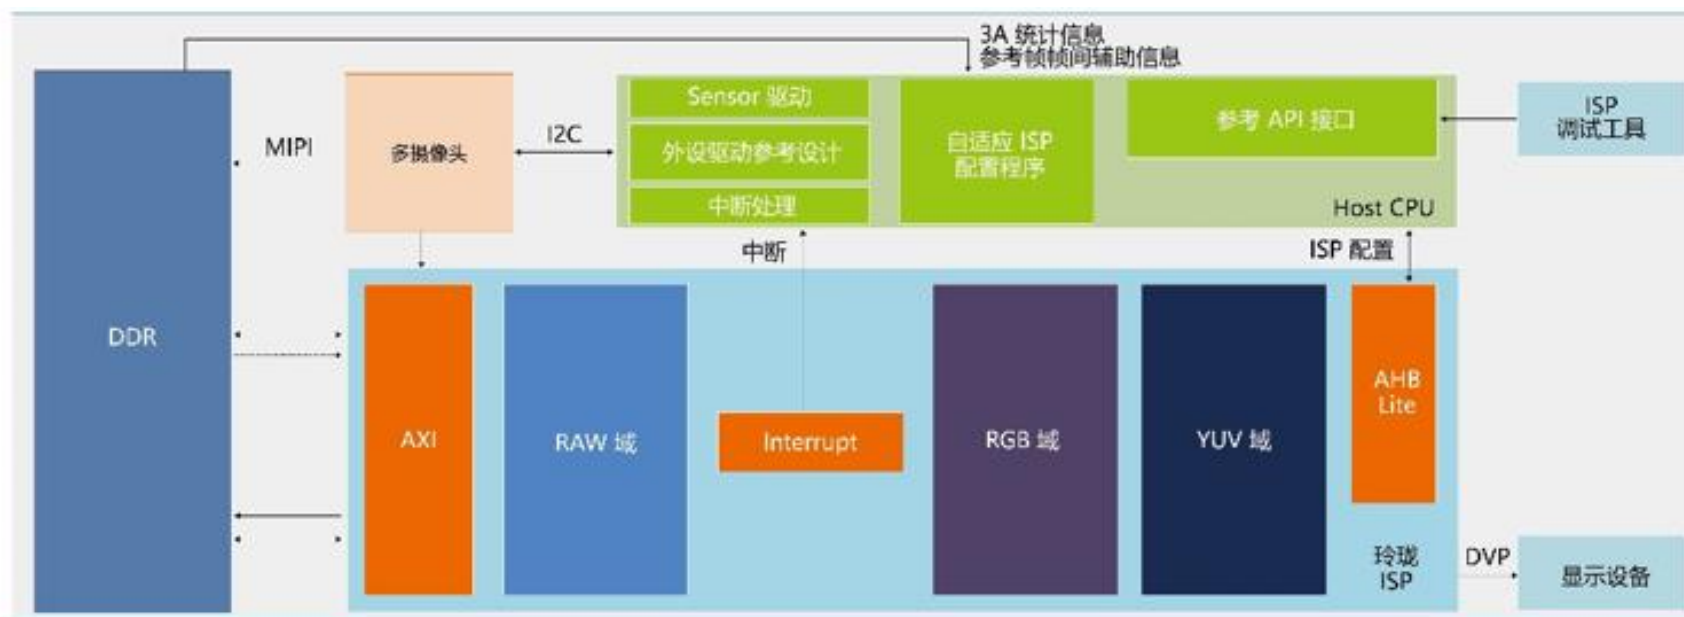 3A 统计信息
参考帧帧间辅助信息
Sensor 驱动
ISP
调试工具
参考 API 接口
I2C
MIPI
多摄像头
外设驱动参考设计
自适应 ISP
配置程序
中断处理
Host CPU
中断
ISP 配置
DDR
AXI
RAW 域
Interrupt
RGB 域
YUV 域
AHB
Lite
玲珑
ISP
DVP
显示设备